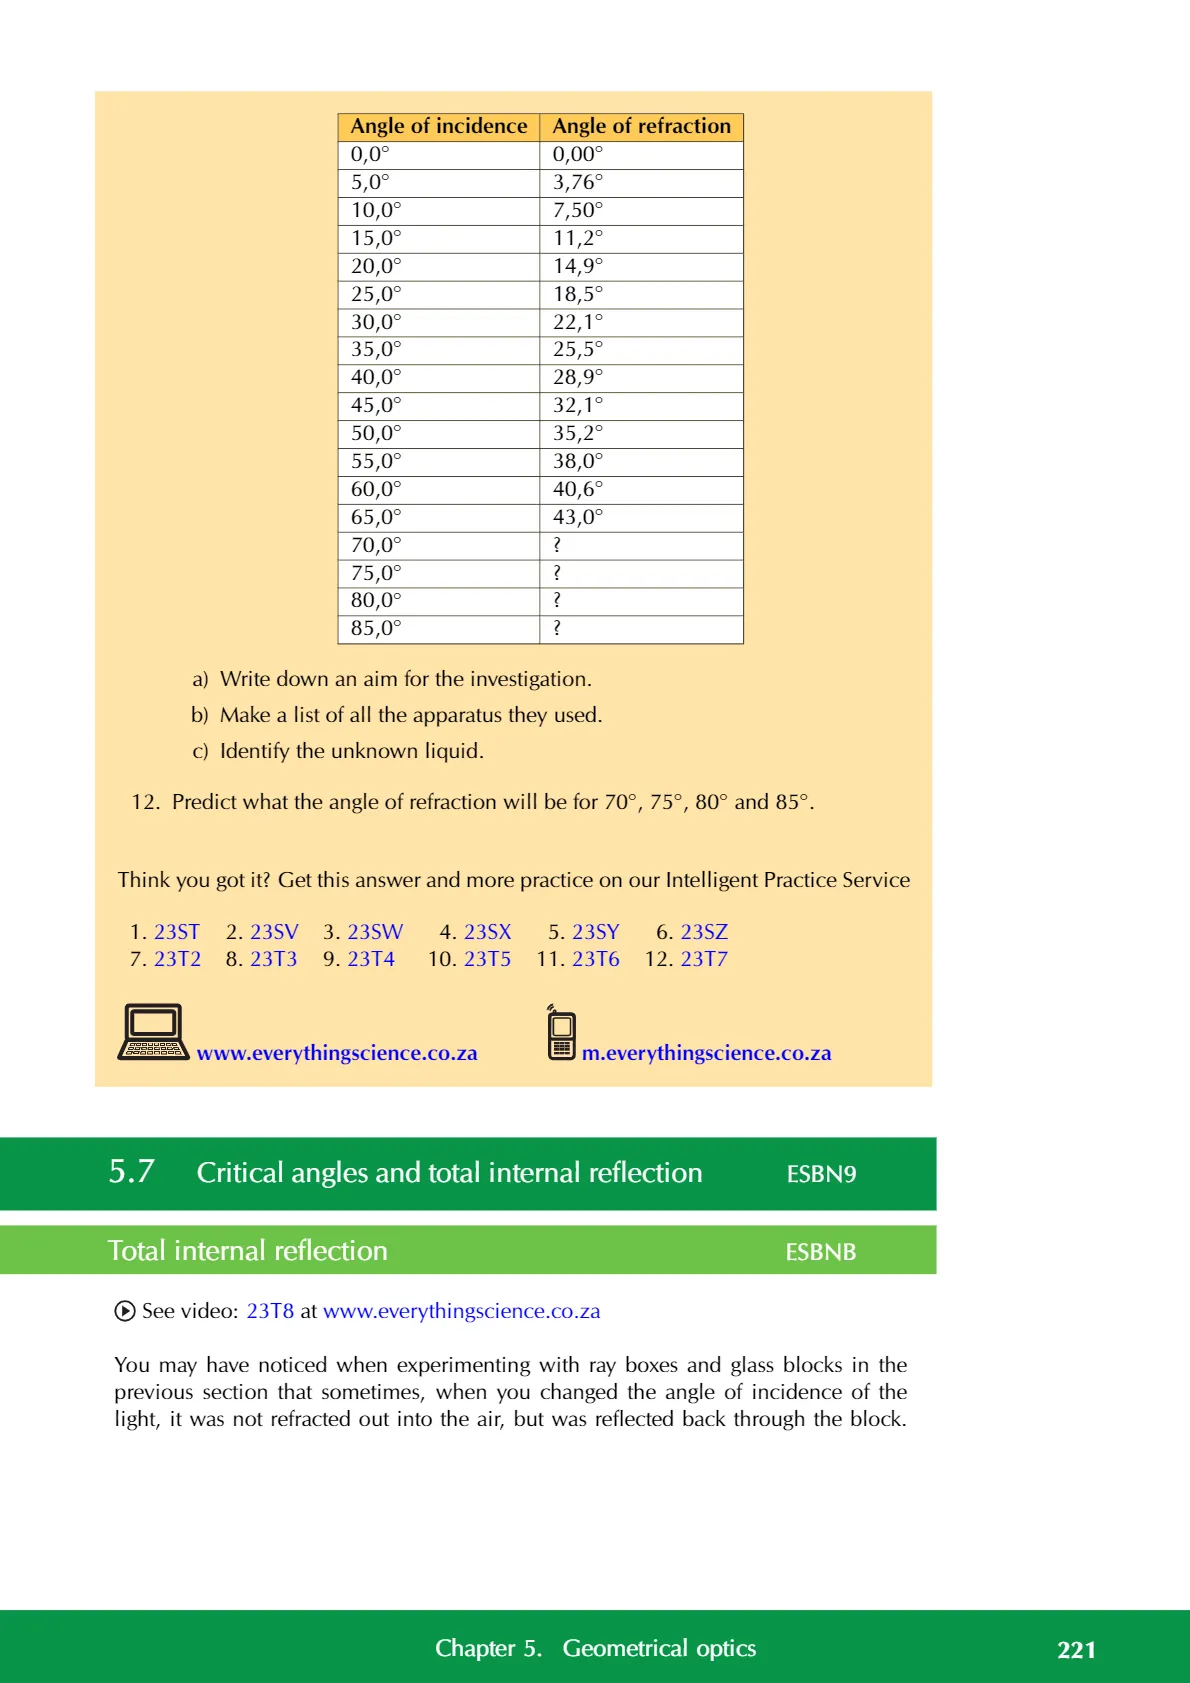 Angle of incidence Angle of refraction
0,0° 0,00°
5,0° 3,76°
10,0° 7,50°
15,0° 11,2°
20,0° 14,9°
25,0° 18,5°
30,0° 22,1°
35,0° 25,5°
40,0° 28,9°
45,0° 32,1°
50,0° 35,2°
55,0° 38,0°
60,0° 40,6°
65,0° 43,0°
70,0° ?
75,0° ?
80,0° ?
85,0° ?
a) Write down an aim for the investigation.
b) Make a list of all the apparatus they used.
c) Identify the unknown liquid.
12. Predict what the angle of refraction will be for 70°, 75°, 80° and 85°.
Think you got it? Get this answer and more practice on our Intelligent Practice Service
1. 23ST 2. 23SV 3. 23SW 4. 23SX 5. 23SY 6. 23SZ
7. 23T2 8. 23T3 9. 23T4 10. 23T5 11. 23T6 12. 23T7
www.everythingscience.co.za m.everythingscience.co.za
5.7 Critical angles and total internal reflection ESBN9
Total internal reflection ESBNB
See video: 23T8 at www.everythingscience.co.za
You may have noticed when experimenting with ray boxes and glass blocks in the
previous section that sometimes, when you changed the angle of incidence of the
light, it was not refracted out into the air, but was reflected back through the block.
Chapter 5. Geometrical optics 221